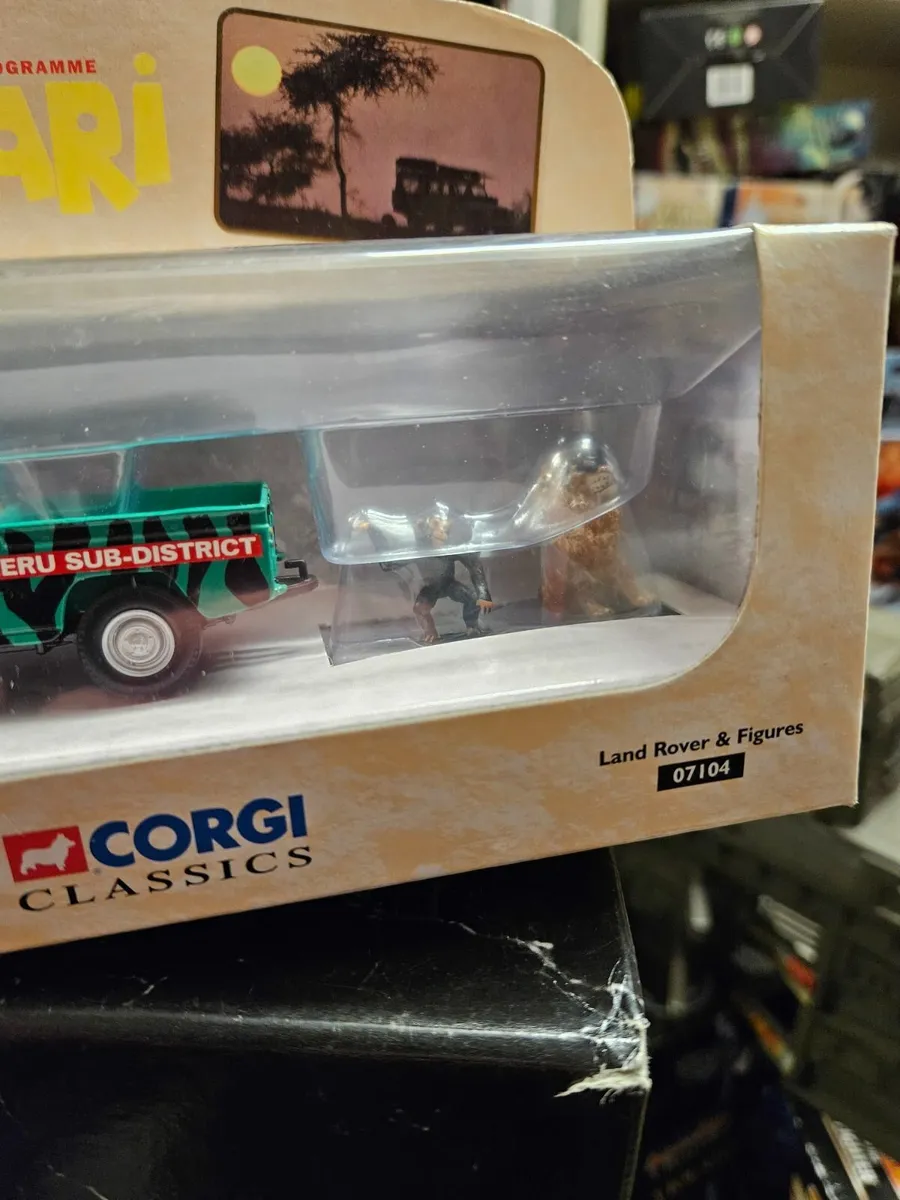 OGRAMME
ARi
ERU SUB-DISTRICT
Land Rover & Figures
07104
CORGI
CLASSICS